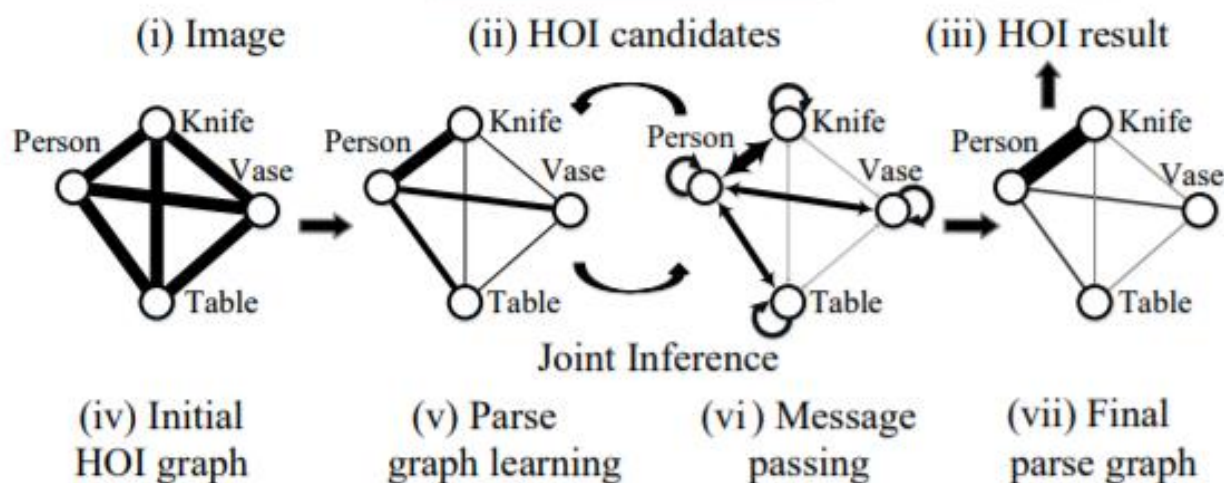 (i) Image (ii) HOI candidates (iii) HOI result
Person Knife Vase Table
Person Knife Vase Table
Person Knife Vase Table
Person Knife Vase Table
Joint Inference
(iv) Initial (v) Parse (vi) Message (vii) Final
HOI graph graph learning passing parse graph